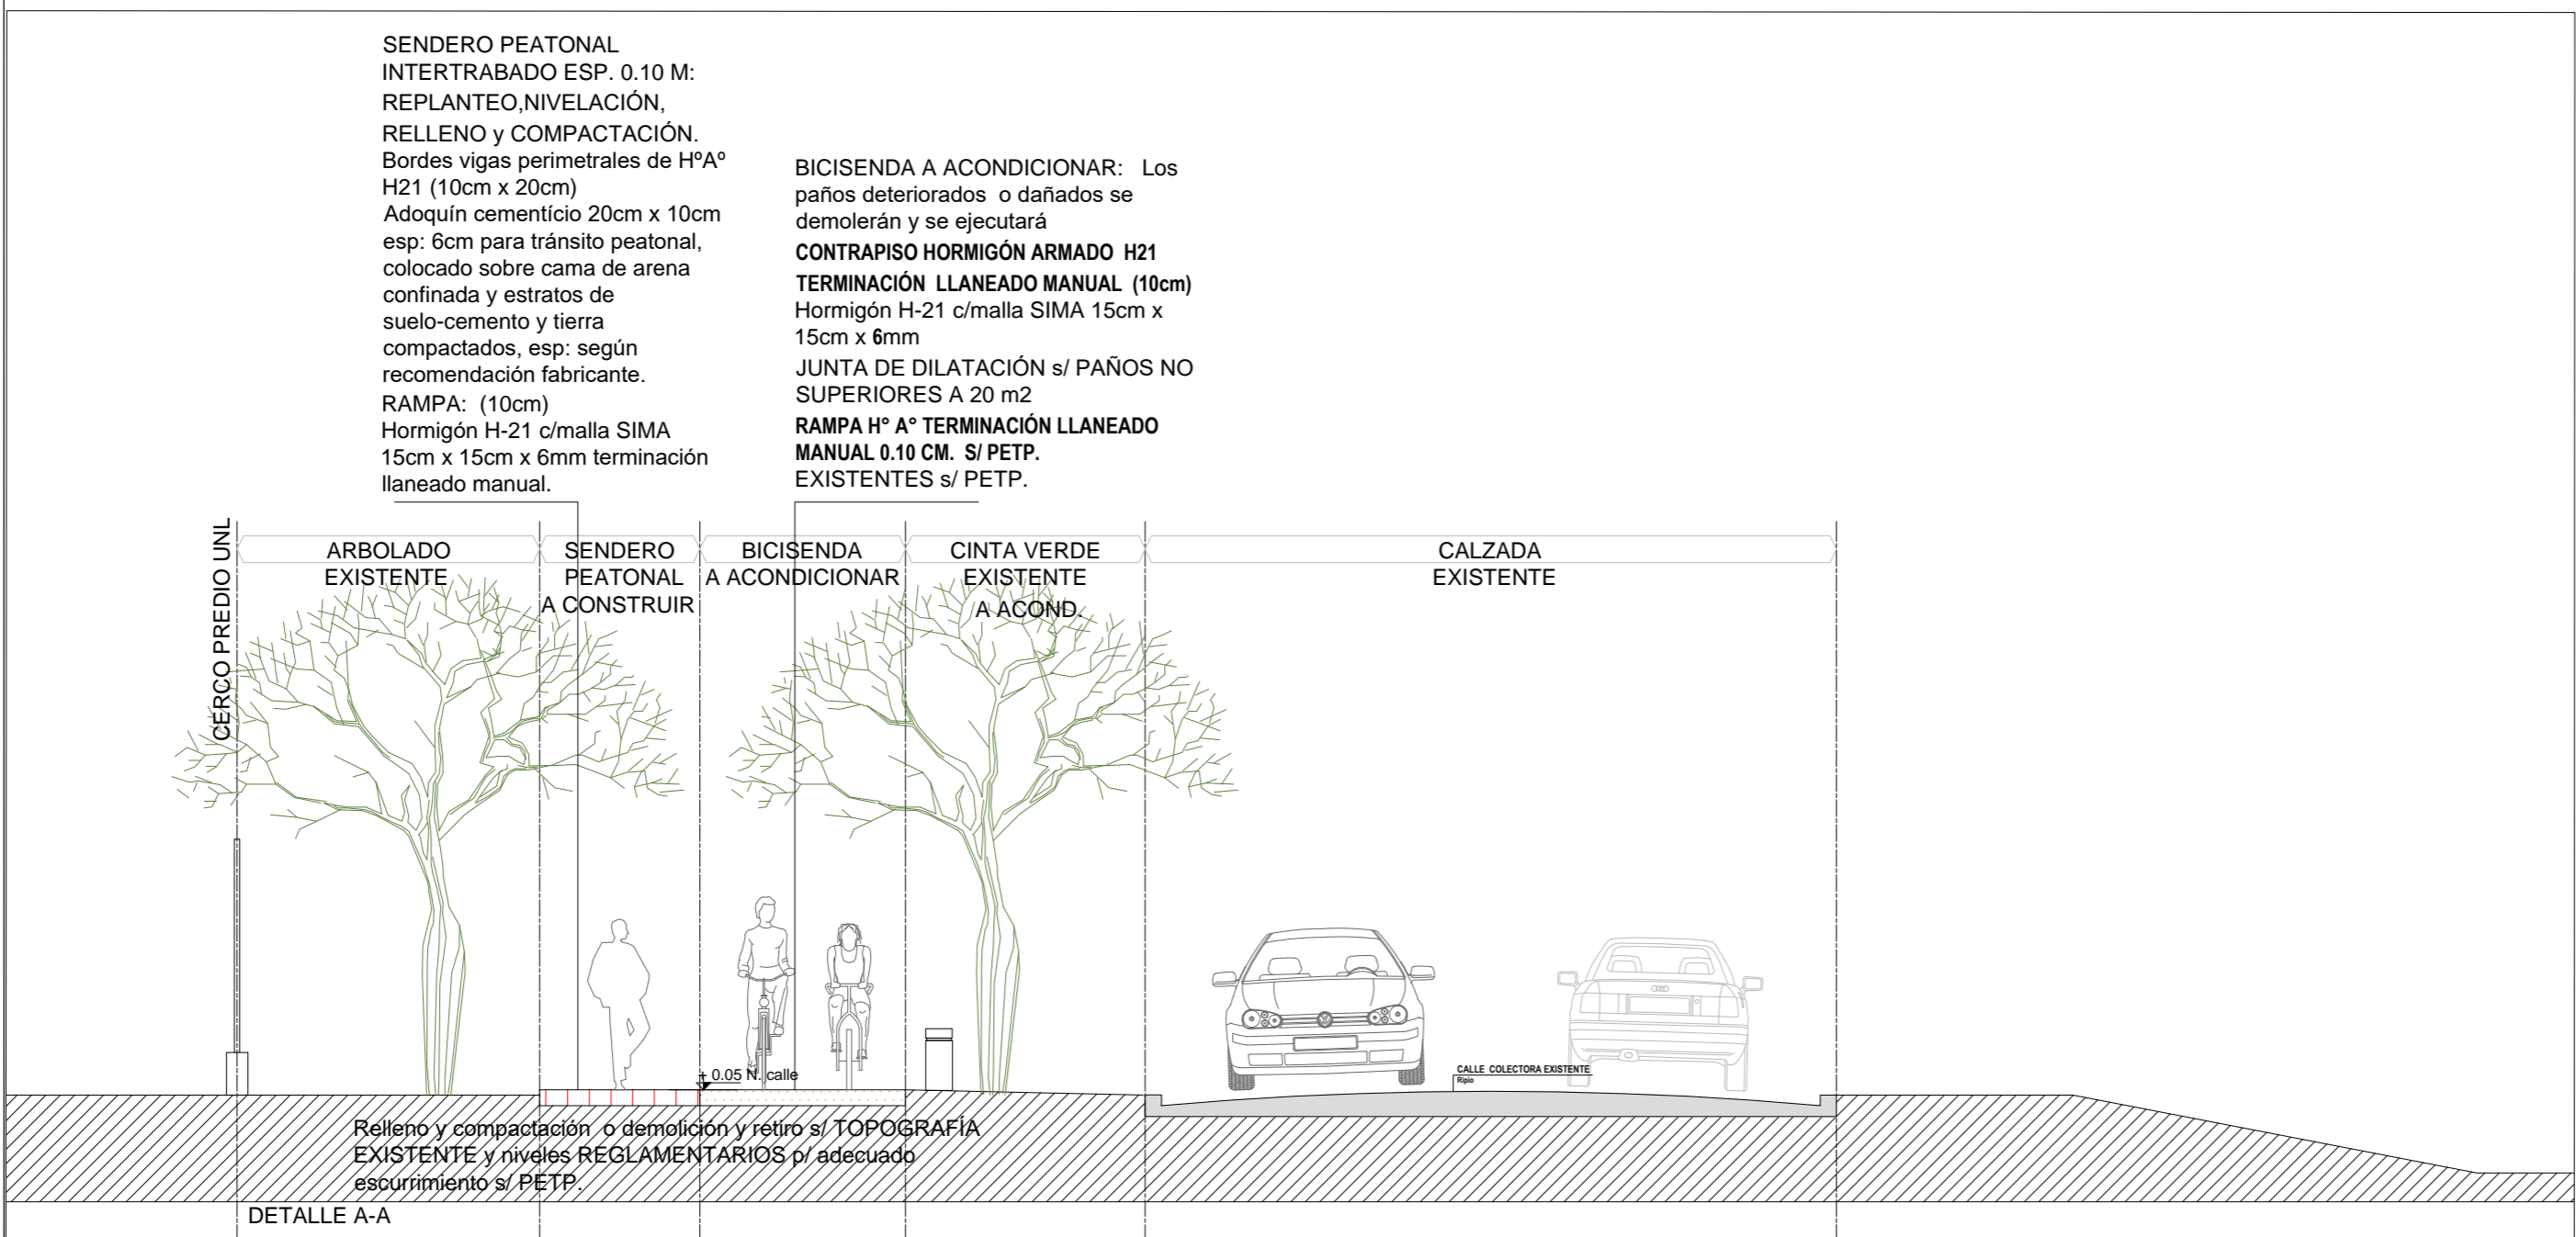 SENDERO PEATONAL
INTERTRABADO ESP. 0.10 M:
REPLANTEO,NIVELACIÓN,
RELLENO y COMPACTACIÓN.
Bordes vigas perimetrales de HºAº
H21 (10cm x 20cm)
Adoquín cementício 20cm x 10cm
esp: 6cm para tránsito peatonal,
colocado sobre cama de arena
confinada y estratos de
suelo-cemento y tierra
compactados, esp: según
recomendación fabricante.
RAMPA: (10cm)
Hormigón H-21 c/malla SIMA
15cm x 15cm x 6mm terminación
llaneado manual.
BICISENDA A ACONDICIONAR: Los
paños deteriorados o dañados se
demolerán y se ejecutará
CONTRAPISO HORMIGÓN ARMADO H21
TERMINACIÓN LLANEADO MANUAL (10cm)
Hormigón H-21 c/malla SIMA 15cm x
15cm x 6mm
JUNTA DE DILATACIÓN s/ PAÑOS NO
SUPERIORES A 20 m2
RAMPA H° A° TERMINACIÓN LLANEADO
MANUAL 0.10 CM. S/ PETP.
EXISTENTES s/ PETP.
CERCO PREDIO UNL
ARBOLADO
EXISTENTE
SENDERO
PEATONAL
A CONSTRUIR
BICISENDA
A ACONDICIONAR
CINTA VERDE
EXISTENTE
A ACOND.
CALZADA
EXISTENTE
+ 0.05 N. calle
CALLE COLECTORA EXISTENTE
Ripio
Relleno y compactación o demolición y retiro s/ TOPOGRAFÍA
EXISTENTE y niveles REGLAMENTARIOS p/ adecuado
escurrimiento s/ PETP.
DETALLE A-A